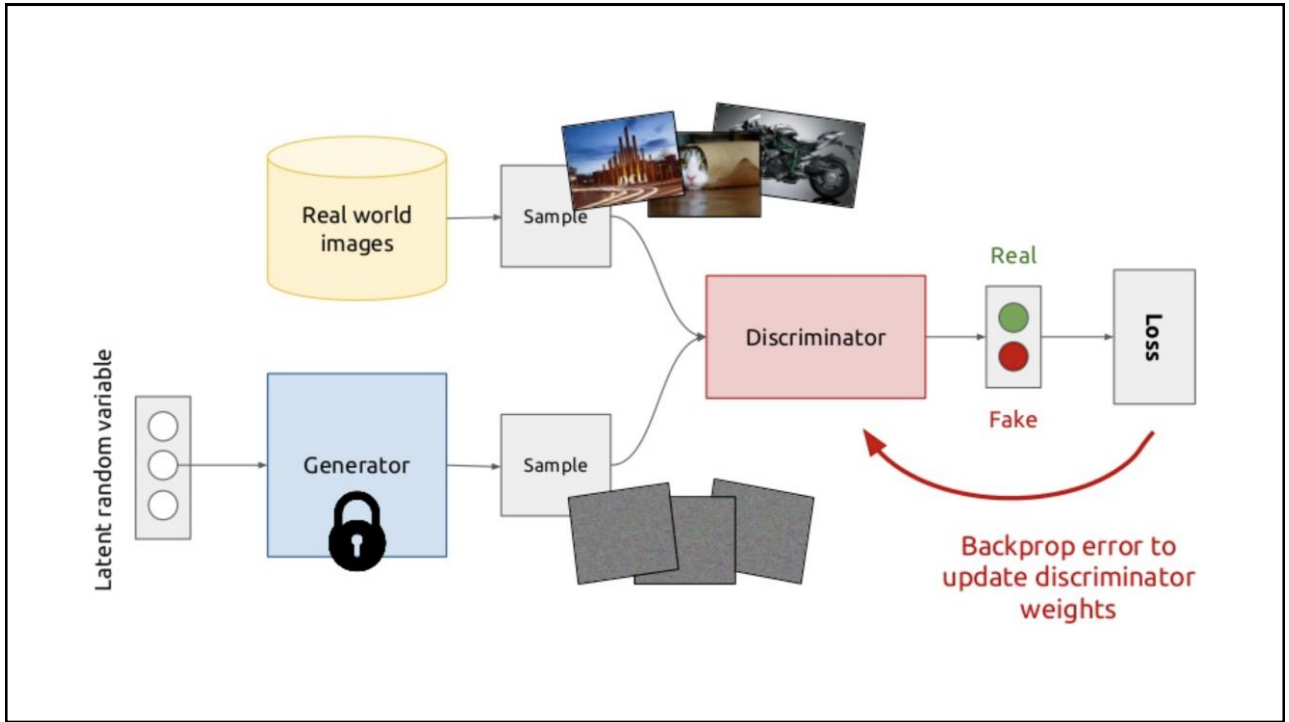 Real world
images
Sample
DCU
Latent random variable
Generator
Sample
Discriminator
Real
Fake
Loss
Backprop error to
update discriminator
weights